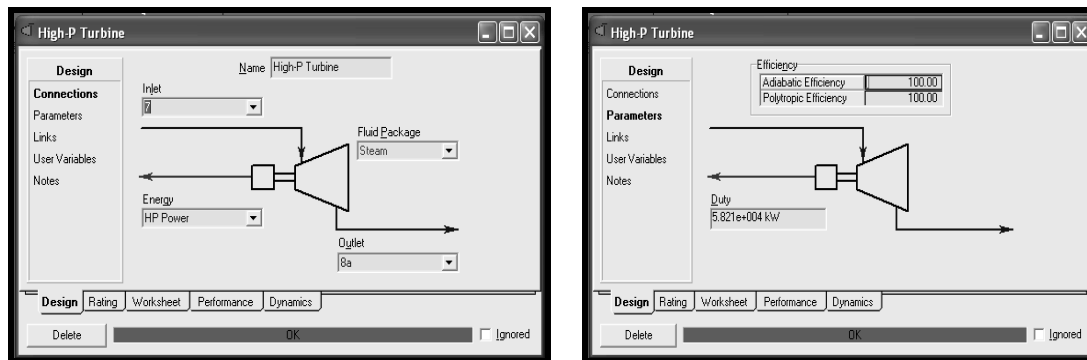 High-P Turbine
Design
Connections
Parameters
Links
User Variables
Notes
Name High-P Turbine
Inlet
7
Fluid Package
Steam
Energy
HP Power
Outlet
8a
Design Rating Worksheet Performance Dynamics
Delete OK Ignored
High-P Turbine
Design
Connections
Parameters
Links
User Variables
Notes
Efficiency
Adiabatic Efficiency 100.00
Polytropic Efficiency 100.00
Duty
5.821e+004 kW
Design Rating Worksheet Performance Dynamics
Delete OK Ignored